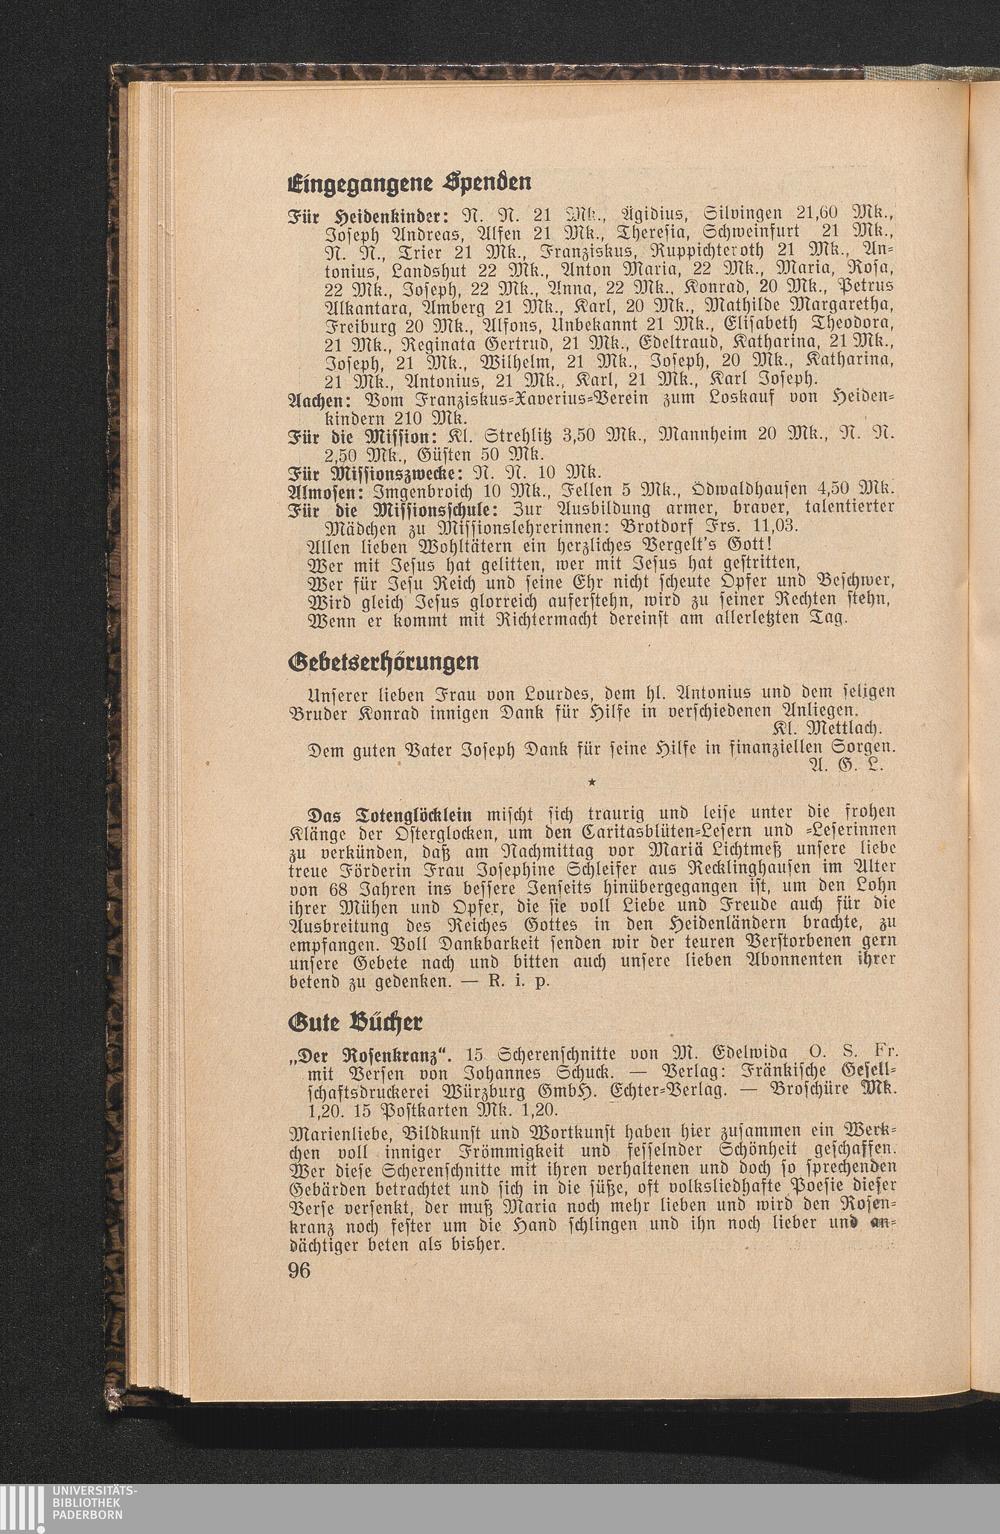 Eingegangene Spenden
Für Heidenkinder: N. N. 21 Mk., Ägidius, Silvingen 21,60 Mk.,
Joseph Andreas, Alfen 21 Mk., Theresia, Schweinfurt 21 Mk.,
N. N., Trier 21 Mk., Franziskus, Ruppichteroth 21 Mk., An-
tonius, Landshut 22 Mk., Anton Maria, 22 Mk., Maria, Rosa,
22 Mk., Joseph, 22 Mk., Anna, 22 Mk., Konrad, 20 Mk., Petrus
Alkantara, Amberg 21 Mk., Karl, 20 Mk., Mathilde Margaretha,
Freiburg 20 Mk., Alfons, Unbekannt 21 Mk., Elisabeth Theodora,
21 Mk., Reginata Gertrud, 21 Mk., Edeltraud, Katharina, 21 Mk.,
Joseph, 21 Mk., Wilhelm, 21 Mk., Joseph, 20 Mk., Katharina,
21 Mk., Antonius, 21 Mk., Karl, 21 Mk., Karl Joseph.
Aachen: Vom Franziskus-Xaverius-Verein zum Loskauf von Heiden-
kindern 210 Mk.
Für die Mission: Kl. Strehlitz 3,50 Mk., Mannheim 20 Mk., N. N.
2,50 Mk., Güsten 50 Mk.
Für Missionszwecke: N. N. 10 Mk.
Almosen: Imgenbroich 10 Mk., Fellen 5 Mk., Ödwaldhausen 4,50 Mk.
Für die Missionsschule: Zur Ausbildung armer, braver, talentierter
Mädchen zu Missionslehrerinnen: Brotdorf Frs. 11,03.
Allen lieben Wohltätern ein herzliches Vergelt's Gott!
Wer mit Jesus hat gelitten, wer mit Jesus hat gestritten,
Wer für Jesu Reich und seine Ehr nicht scheute Opfer und Beschwer,
Wird gleich Jesus glorreich auferstehn, wird zu seiner Rechten stehn,
Wenn er kommt mit Richtermacht dereinst am allerletzten Tag.
Gebetserhörungen
Unserer lieben Frau von Lourdes, dem hl. Antonius und dem seligen
Bruder Konrad innigen Dank für Hilfe in verschiedenen Anliegen.
Kl. Mettlach.
Dem guten Vater Joseph Dank für seine Hilfe in finanziellen Sorgen.
A. G. L.
*
Das Totenglöcklein mischt sich traurig und leise unter die frohen
Klänge der Osterglocken, um den Caritasblüten-Lesern und -Leserinnen
zu verkünden, daß am Nachmittag vor Mariä Lichtmeß unsere liebe
treue Förderin Frau Josephine Schleifer aus Recklinghausen im Alter
von 68 Jahren ins bessere Jenseits hinübergegangen ist, um den Lohn
ihrer Mühen und Opfer, die sie voll Liebe und Freude auch für die
Ausbreitung des Reiches Gottes in den Heidenländern brachte, zu
empfangen. Voll Dankbarkeit senden wir der teuren Verstorbenen gern
unsere Gebete nach und bitten auch unsere lieben Abonnenten ihrer
betend zu gedenken. — R. i. p.
Gute Bücher
„Der Rosenkranz“. 15 Scherenschnitte von M. Edelwida O. S. Fr.
mit Versen von Johannes Schuck. — Verlag: Fränkische Gesell-
schaftsdruckerei Würzburg GmbH. Echter-Verlag. — Broschüre Mk.
1,20. 15 Postkarten Mk. 1,20.
Marienliebe, Bildkunst und Wortkunst haben hier zusammen ein Werk-
chen voll inniger Frömmigkeit und fesselnder Schönheit geschaffen.
Wer diese Scherenschnitte mit ihren verhaltenen und doch so sprechenden
Gebärden betrachtet und sich in die süße, oft volksliedhafte Poesie dieser
Verse versenkt, der muß Maria noch mehr lieben und wird den Rosen-
kranz noch fester um die Hand schlingen und ihn noch lieber und an-
dächtiger beten als bisher.
96
UNIVERSITÄTS-
BIBLIOTHEK
PADERBORN